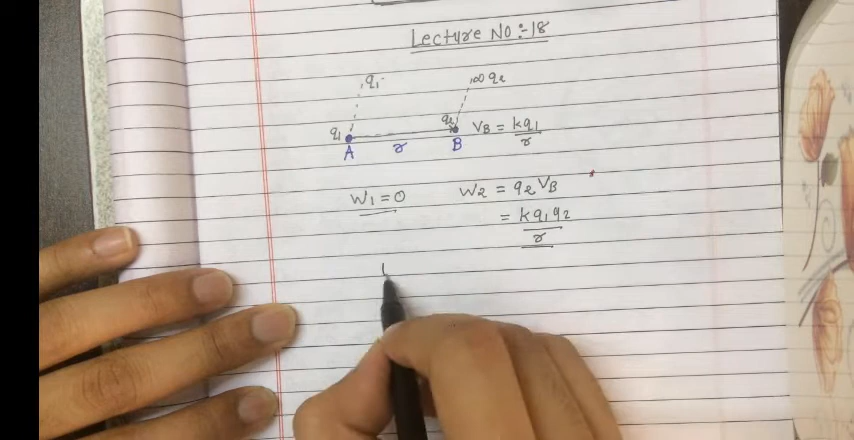 Lecture No :- 18
q1 ∞ q2
q1 q2 VB = kq1/r
A r B
W1 = 0 W2 = q2 VB
= kq1q2/r